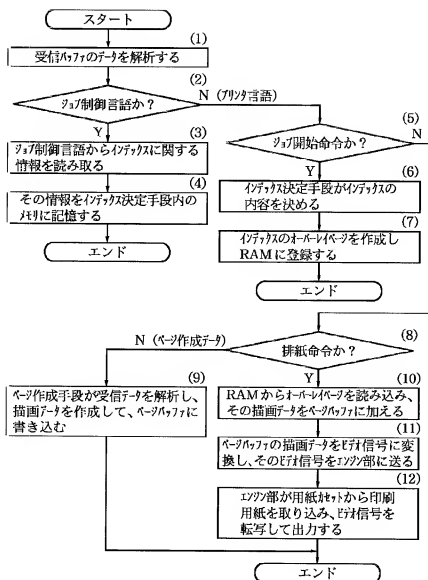 スタート
(1)
受信ﾊﾞｯﾌｧのデータを解析する
(2)
ｼﾞｮﾌﾞ制御言語か？
N (ﾌﾟﾘﾝﾀ言語)
Y
(3)
ｼﾞｮﾌﾞ制御言語からｲﾝﾃﾞｯｸｽに関する
情報を読み取る
(4)
その情報をｲﾝﾃﾞｯｸｽ決定手段内の
ﾒﾓﾘに記憶する
エンド
(5)
ｼﾞｮﾌﾞ開始命令か？
N
Y
(6)
ｲﾝﾃﾞｯｸｽ決定手段がｲﾝﾃﾞｯｸｽの
内容を決める
(7)
ｲﾝﾃﾞｯｸｽのｵｰﾊﾞｰﾚｲﾍﾟｰｼﾞを作成し
RAMに登録する
エンド
(8)
排紙命令か？
N (ﾍﾟｰｼﾞ作成ﾃﾞｰﾀ)
Y
(9)
ﾍﾟｰｼﾞ作成手段が受信ﾃﾞｰﾀを解析し、
描画ﾃﾞｰﾀを作成して、ﾍﾟｰｼﾞﾊﾞｯﾌｧに
書き込む
(10)
RAMからｵｰﾊﾞｰﾚｲﾍﾟｰｼﾞを読み込み、
その描画ﾃﾞｰﾀをﾍﾟｰｼﾞﾊﾞｯﾌｧに加える
(11)
ﾍﾟｰｼﾞﾊﾞｯﾌｧの描画ﾃﾞｰﾀをﾋﾞﾃﾞｵ信号に変
換し、そのﾋﾞﾃﾞｵ信号をｴﾝｼﾞﾝ部に送る
(12)
ｴﾝｼﾞﾝ部が用紙ｶｾｯﾄから印刷
用紙を取り込み、ﾋﾞﾃﾞｵ信号を
転写して出力する
エンド